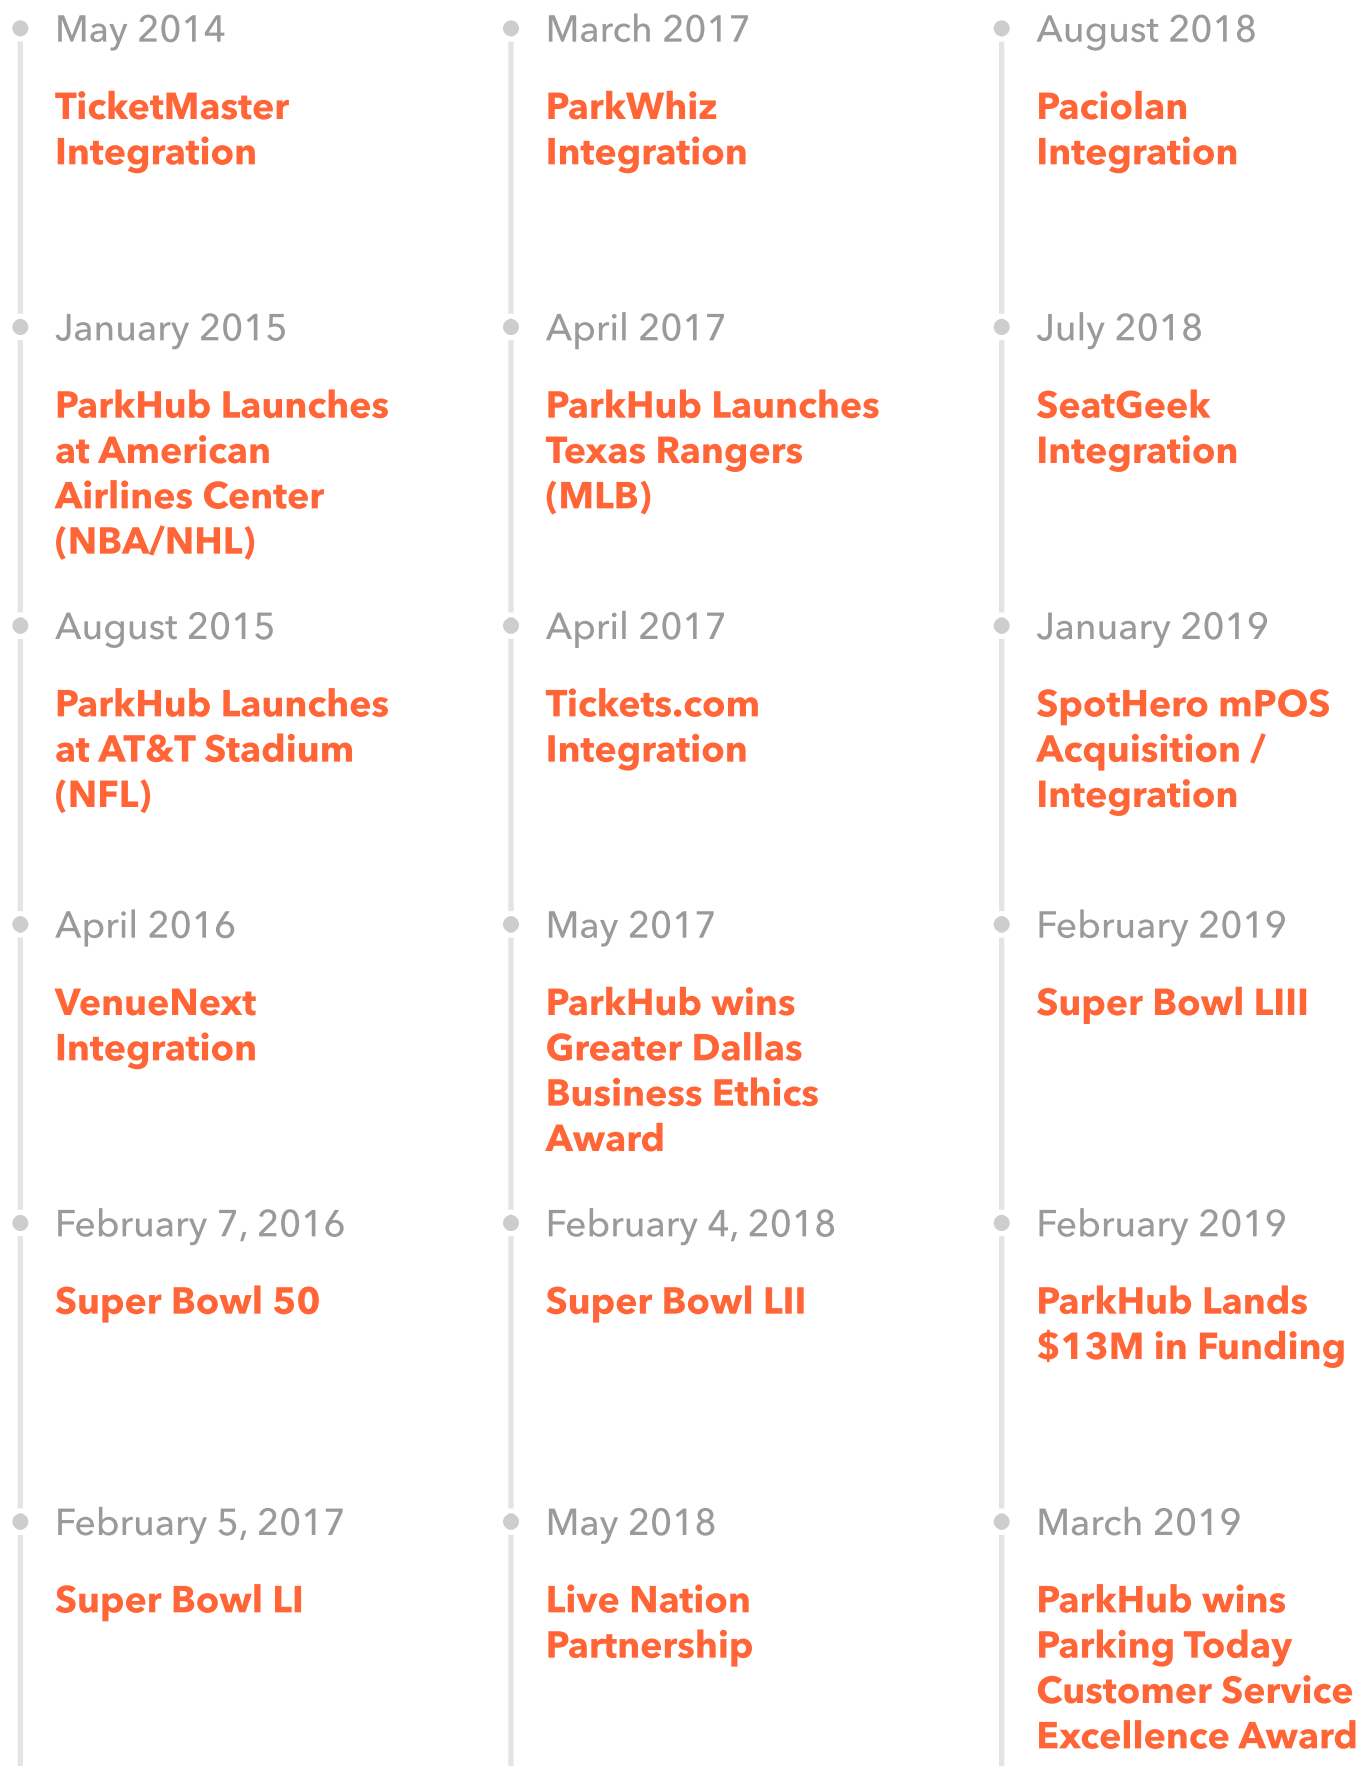 May 2014
TicketMaster
Integration
January 2015
ParkHub Launches
at American
Airlines Center
(NBA/NHL)
August 2015
ParkHub Launches
at AT&T Stadium
(NFL)
April 2016
VenueNext
Integration
February 7, 2016
Super Bowl 50
February 5, 2017
Super Bowl LI
March 2017
ParkWhiz
Integration
April 2017
ParkHub Launches
Texas Rangers
(MLB)
April 2017
Tickets.com
Integration
May 2017
ParkHub wins
Greater Dallas
Business Ethics
Award
February 4, 2018
Super Bowl LII
May 2018
Live Nation
Partnership
August 2018
Paciolan
Integration
July 2018
SeatGeek
Integration
January 2019
SpotHero mPOS
Acquisition /
Integration
February 2019
Super Bowl LIII
February 2019
ParkHub Lands
$13M in Funding
March 2019
ParkHub wins
Parking Today
Customer Service
Excellence Award